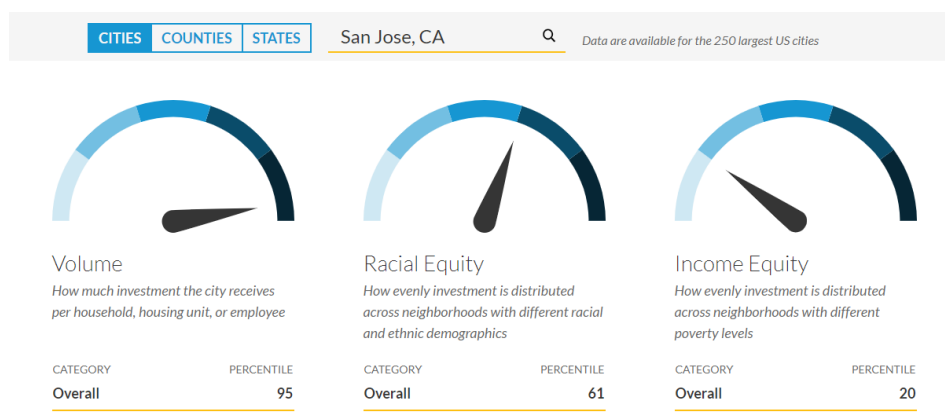 CITIES COUNTIES STATES San Jose, CA Data are available for the 250 largest US cities
Volume
How much investment the city receives
per household, housing unit, or employee
CATEGORY PERCENTILE
Overall 95
Racial Equity
How evenly investment is distributed
across neighborhoods with different racial
and ethnic demographics
CATEGORY PERCENTILE
Overall 61
Income Equity
How evenly investment is distributed
across neighborhoods with different
poverty levels
CATEGORY PERCENTILE
Overall 20